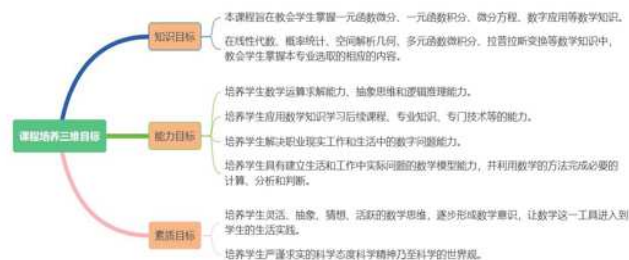 课程培养三维目标
知识目标
本课程旨在教会学生掌握一元函数微分、一元函数积分、微分方程、数字应用等数学知识。
在线性代数、概率统计、空间解析几何、多元函数微积分、拉普拉斯变换等数学知识中，
教会学生掌握本专业选取的相应的内容。
能力目标
培养学生数学运算求解能力、抽象思维和逻辑推理能力。
培养学生应用数学知识学习后续课程、专业知识、专门技术等的能力。
培养学生解决职业现实工作和生活中的数字问题能力。
培养学生具有建立生活和工作中实际问题的数学模型能力，并利用数学的方法完成必要的
计算、分析和判断。
素质目标
培养学生灵活、抽象、猜想、活跃的数学思维，逐步形成数学意识，让数学这一工具进入到
学生的生活实践。
培养学生严谨求实的科学态度科学精神乃至科学的世界观。